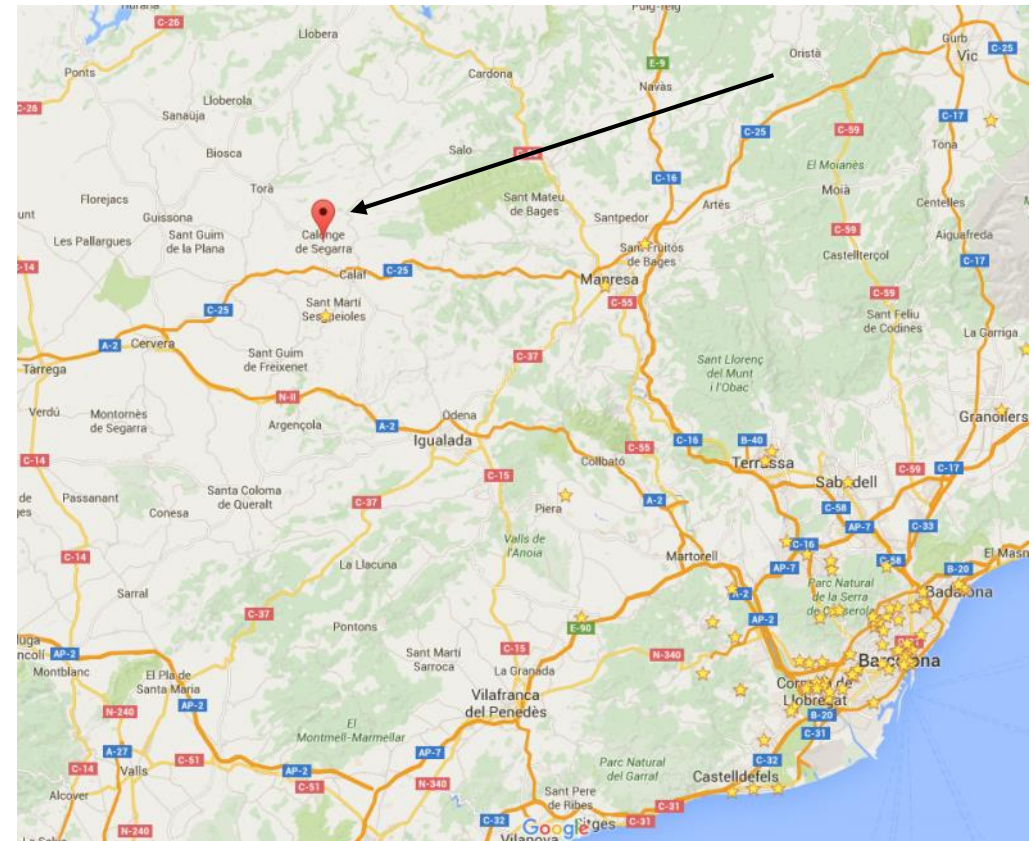 C-26
Llobera
Gurb
Vic
C-25
Oristà
E-9
Ponts
Cardona
Navàs
C-26
Lloberola
Sanaüja
C-25
C-59
C-17
Tona
Biosca
Salo
El Moianès
C-16
Torà
Moià
Florejacs
Sant Mateu
de Bages
Artés
Centelles
Guissona
Santpedor
Les Pallargues
Sant Guim
de la Plana
Calonge
de Segarra
C-59
Aiguafreda
Sant Fruitós
de Bages
Castellterçol
C-14
Calaf
C-25
C-17
Manresa
C-55
C-59
Sant Martí
Sesgueioles
C-25
Sant Feliu
de Codines
La Garriga
A-2
Cervera
Sant Guim
de Freixenet
C-37
Sant Llorenç
del Munt
i l'Obac
Tàrrega
N-II
Verdú
Montornès
de Segarra
Argençola
A-2
Òdena
Igualada
Granollers
C-16
B-40
C-55
Collbató
Terrassa
C-14
C-15
C-59
C-17
Sabadell
Passanant
Santa Coloma
de Queralt
C-37
A-2
Piera
C-58
Conesa
AP-7
C-33
Valls de
l'Anoia
C-16
C-14
La Llacuna
Martorell
AP-7
C-58
El Masn
B-20
Sarral
A-2
Parc Natural
de la Serra
de Collserola
Badalona
C-37
Pontons
E-90
AP-2
AP-2
C-15
N-340
Montblanc
Sant Martí
Sarroca
La Granada
Barcelona
El Pla de
Santa Maria
Cornellà de
Llobregat
N-240
AP-2
Vilafranca
del Penedès
B-20
El
Montmell-Marmellar
C-31
A-27
C-51
AP-7
C-14
Valls
AP-2
C-32
Parc Natural
del Garraf
C-51
N-340
Castelldefels
Alcover
Sant Pere
de Ribes
C-31
N-240
C-32
Google
Sitges
C-31
Vilanova